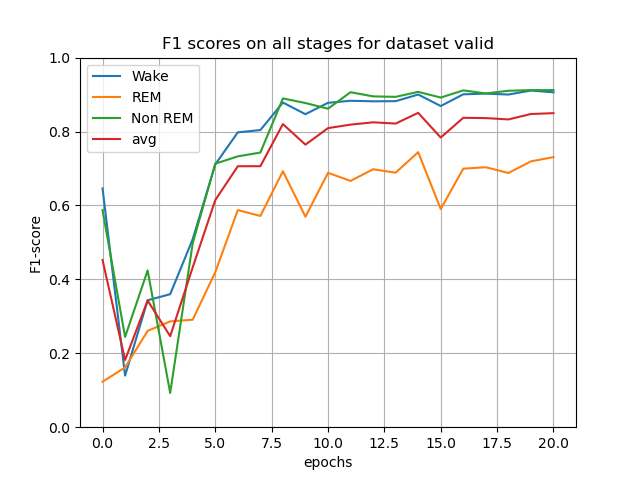 F1 scores on all stages for dataset valid
Wake
REM
Non REM
avg
F1-score
1.0
0.8
0.6
0.4
0.2
0.0
0.0 2.5 5.0 7.5 10.0 12.5 15.0 17.5 20.0
epochs